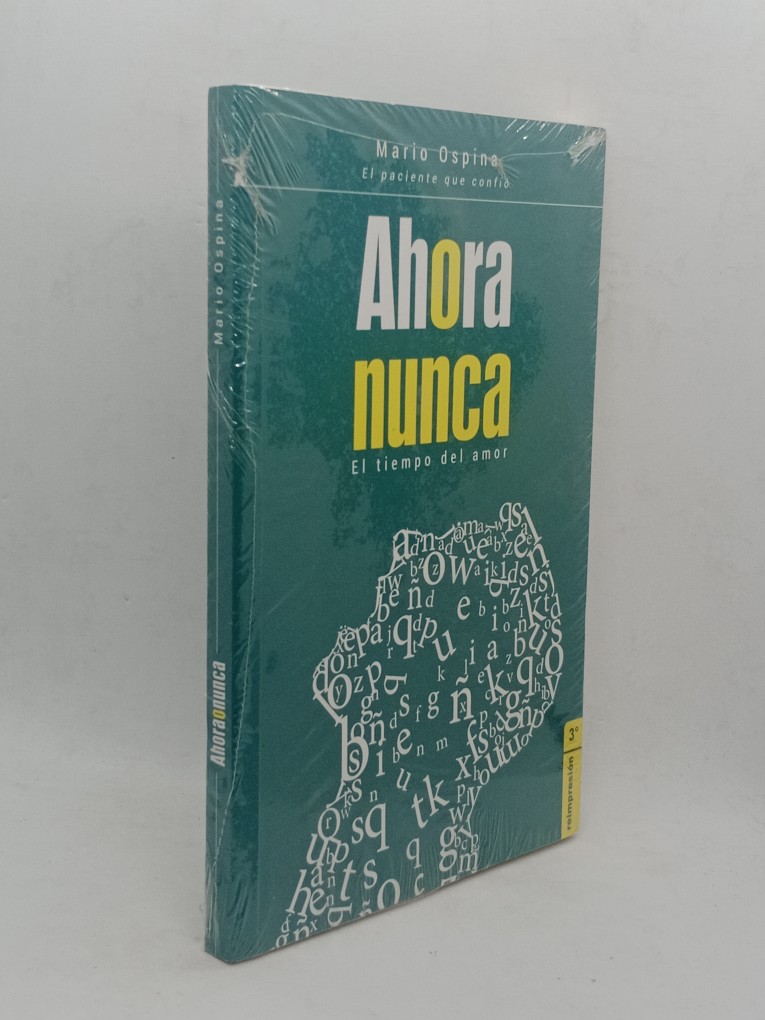 Mario Ospina
El paciente que confió
Ahora
nunca
El tiempo del amor
3°
reimpresión
Mario Ospina
Ahoraonunca